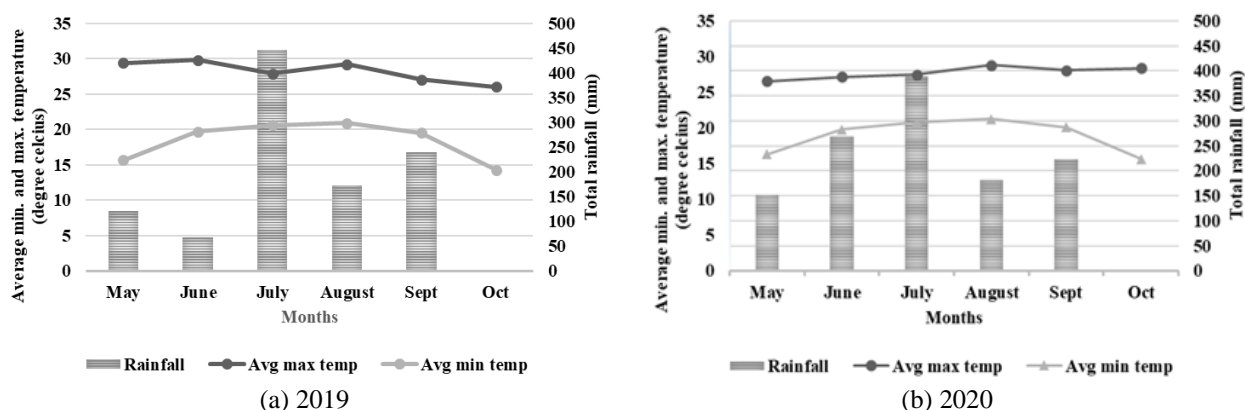 Average min. and max. temperature
(degree celcius)
35
30
25
20
15
10
5
0
500
450
400
350
300
250
200
150
100
50
0
Total rainfall (mm)
May June July August Sept Oct
Months
Rainfall Avg max temp Avg min temp
(a) 2019
Average min. and max. temperature)
(degree celcius)
35
30
25
20
15
10
5
0
500
450
400
350
300
250
200
150
100
50
0
Total rainfall (mm)
May June July August Sept Oct
Months
Rainfall Avg max temp Avg min temp
(b) 2020